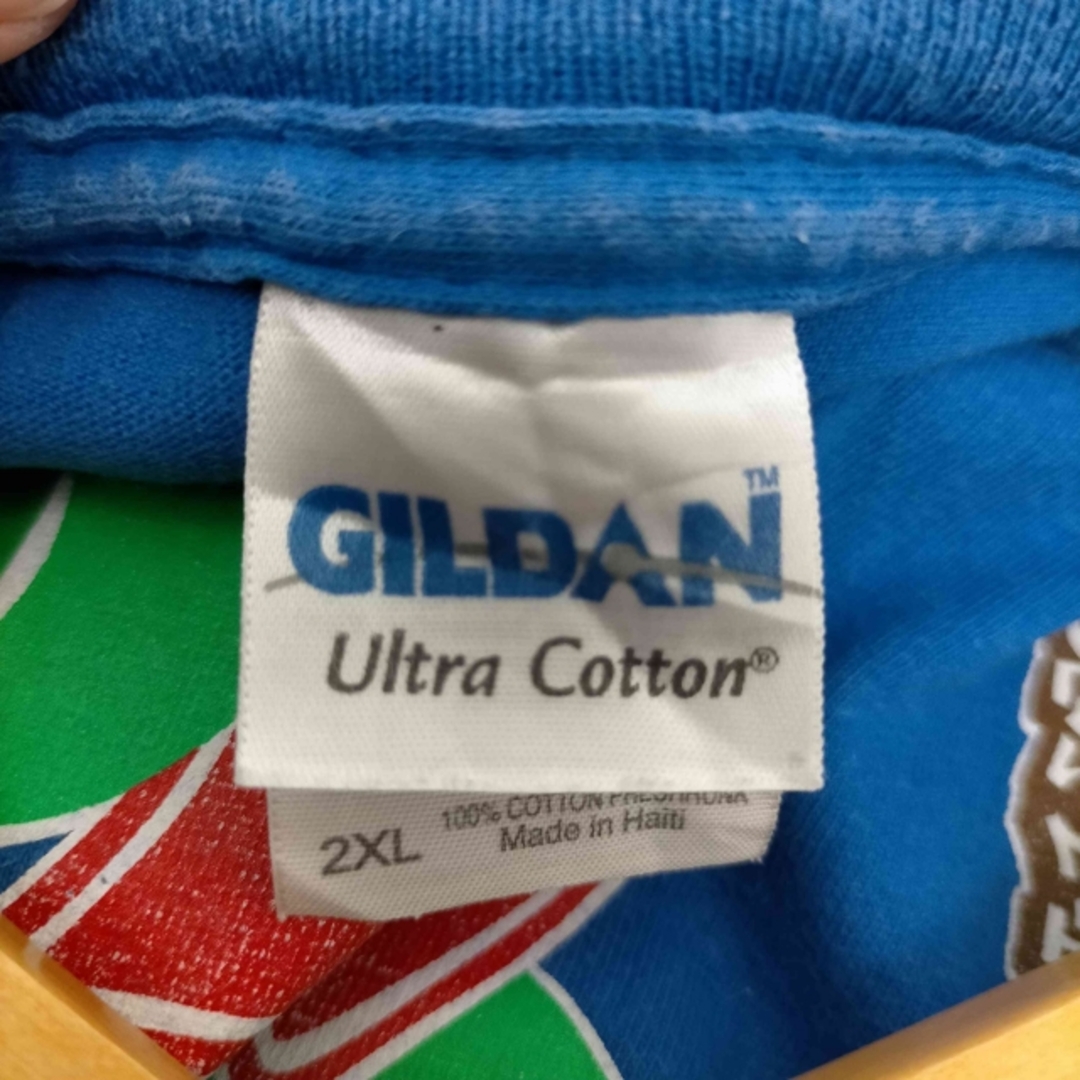 GILDAN™
Ultra Cotton®
100% COTTON PRESHRUNK
2XL Made in Haiti